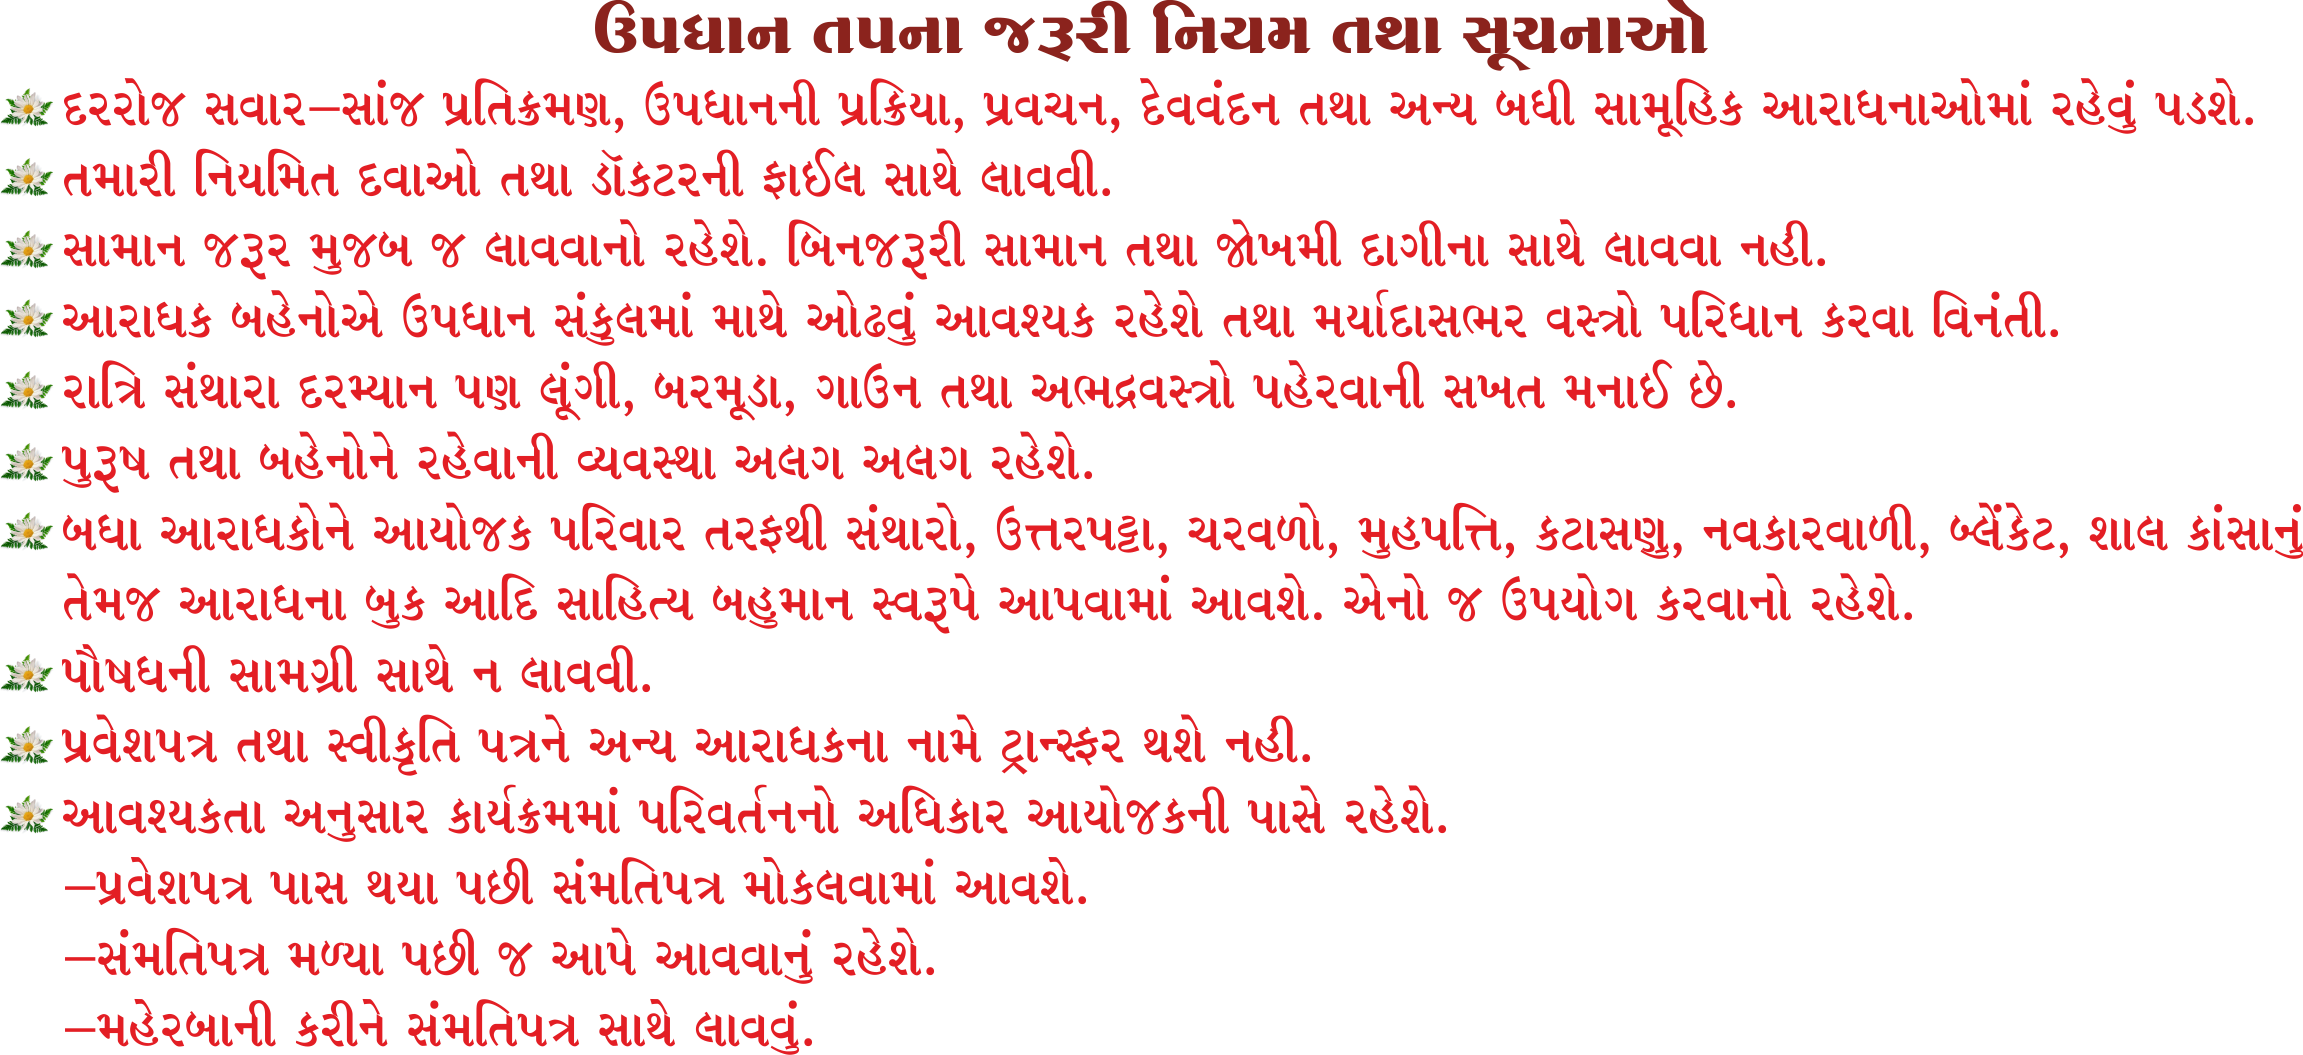 ઉપધાન તપના જરૂરી નિયમ તથા સૂચનાઓ
દરરોજ સવાર–સાંજ પ્રતિક્રમણ, ઉપધાનની પ્રક્રિયા, પ્રવચન, દેવવંદન તથા અન્ય બધી સામૂહિક આરાધનાઓમાં રહેવું પડશે.
તમારી નિયમિત દવાઓ તથા ડૉકટરની ફાઈલ સાથે લાવવી.
સામાન જરૂર મુજબ જ લાવવાનો રહેશે. બિનજરૂરી સામાન તથા જોખમી દાગીના સાથે લાવવા નહી.
આરાધક બહેનોએ ઉપધાન સંકુલમાં માથે ઓઢવું આવશ્યક રહેશે તથા મર્યાદાસભર વસ્ત્રો પરિધાન કરવા વિનંતી.
રાત્રિ સંથારા દરમ્યાન પણ લૂંગી, બરમૂડા, ગાઉન તથા અભદ્રવસ્ત્રો પહેરવાની સખત મનાઈ છે.
પુરૂષ તથા બહેનોને રહેવાની વ્યવસ્થા અલગ અલગ રહેશે.
બધા આરાધકોને આયોજક પરિવાર તરફથી સંથારો, ઉત્તરપટ્ટા, ચરવળો, મુહપત્તિ, કટાસણુ, નવકારવાળી, બ્લેંકેટ, શાલ કાંસાનું
તેમજ આરાધના બુક આદિ સાહિત્ય બહુમાન સ્વરૂપે આપવામાં આવશે. એનો જ ઉપયોગ કરવાનો રહેશે.
પૌષધની સામગ્રી સાથે ન લાવવી.
પ્રવેશપત્ર તથા સ્વીકૃતિ પત્રને અન્ય આરાધકના નામે ટ્રાન્સ્ફર થશે નહી.
આવશ્યકતા અનુસાર કાર્યક્રમમાં પરિવર્તનનો અધિકાર આયોજકની પાસે રહેશે.
–પ્રવેશપત્ર પાસ થયા પછી સંમતિપત્ર મોકલવામાં આવશે.
–સંમતિપત્ર મળ્યા પછી જ આપે આવવાનું રહેશે.
–મહેરબાની કરીને સંમતિપત્ર સાથે લાવવું.